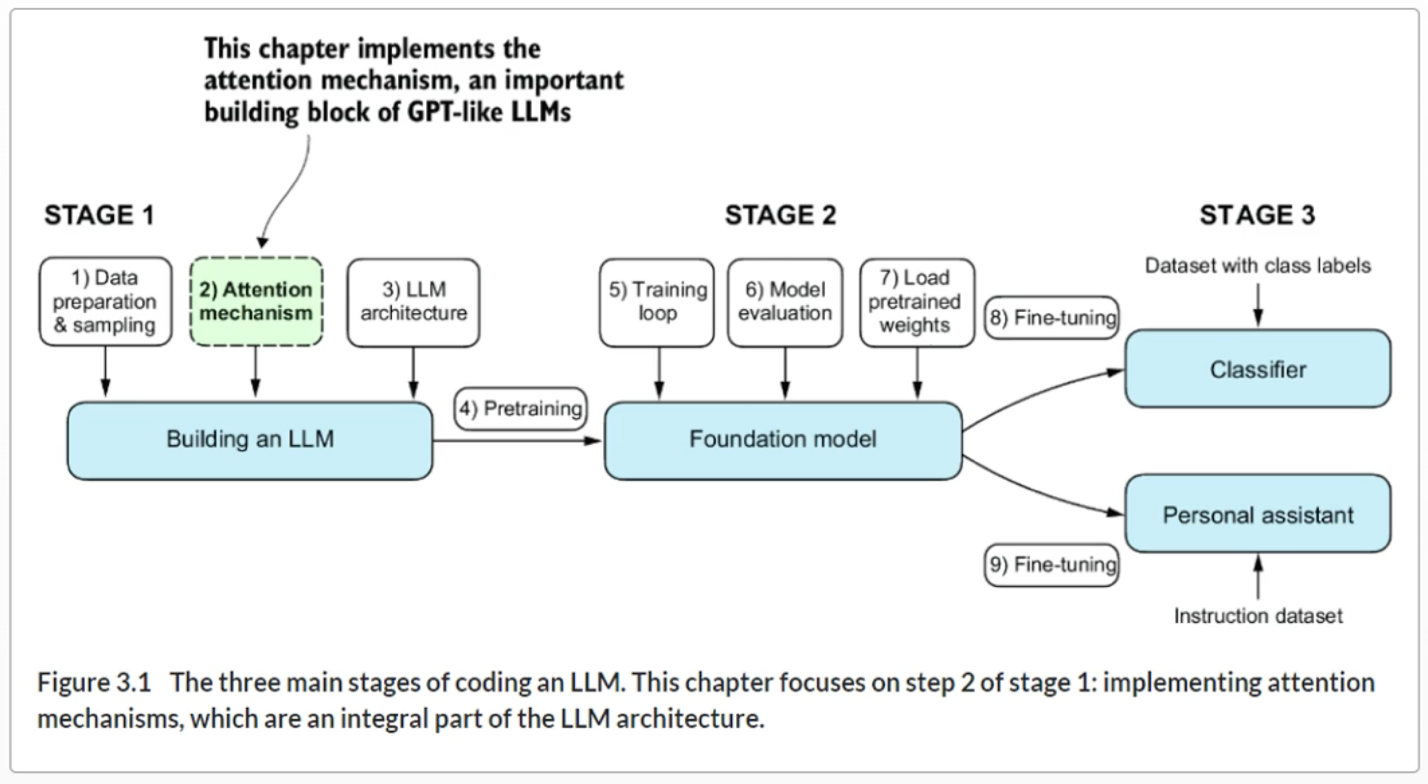 This chapter implements the
attention mechanism, an important
building block of GPT-like LLMs
STAGE 1
STAGE 2
STAGE 3
1) Data
preparation
& sampling
2) Attention
mechanism
3) LLM
architecture
5) Training
loop
6) Model
evaluation
7) Load
pretrained
weights
8) Fine-tuning
Dataset with class labels
Classifier
4) Pretraining
Building an LLM
Foundation model
Personal assistant
9) Fine-tuning
Instruction dataset
Figure 3.1 The three main stages of coding an LLM. This chapter focuses on step 2 of stage 1: implementing attention
mechanisms, which are an integral part of the LLM architecture.